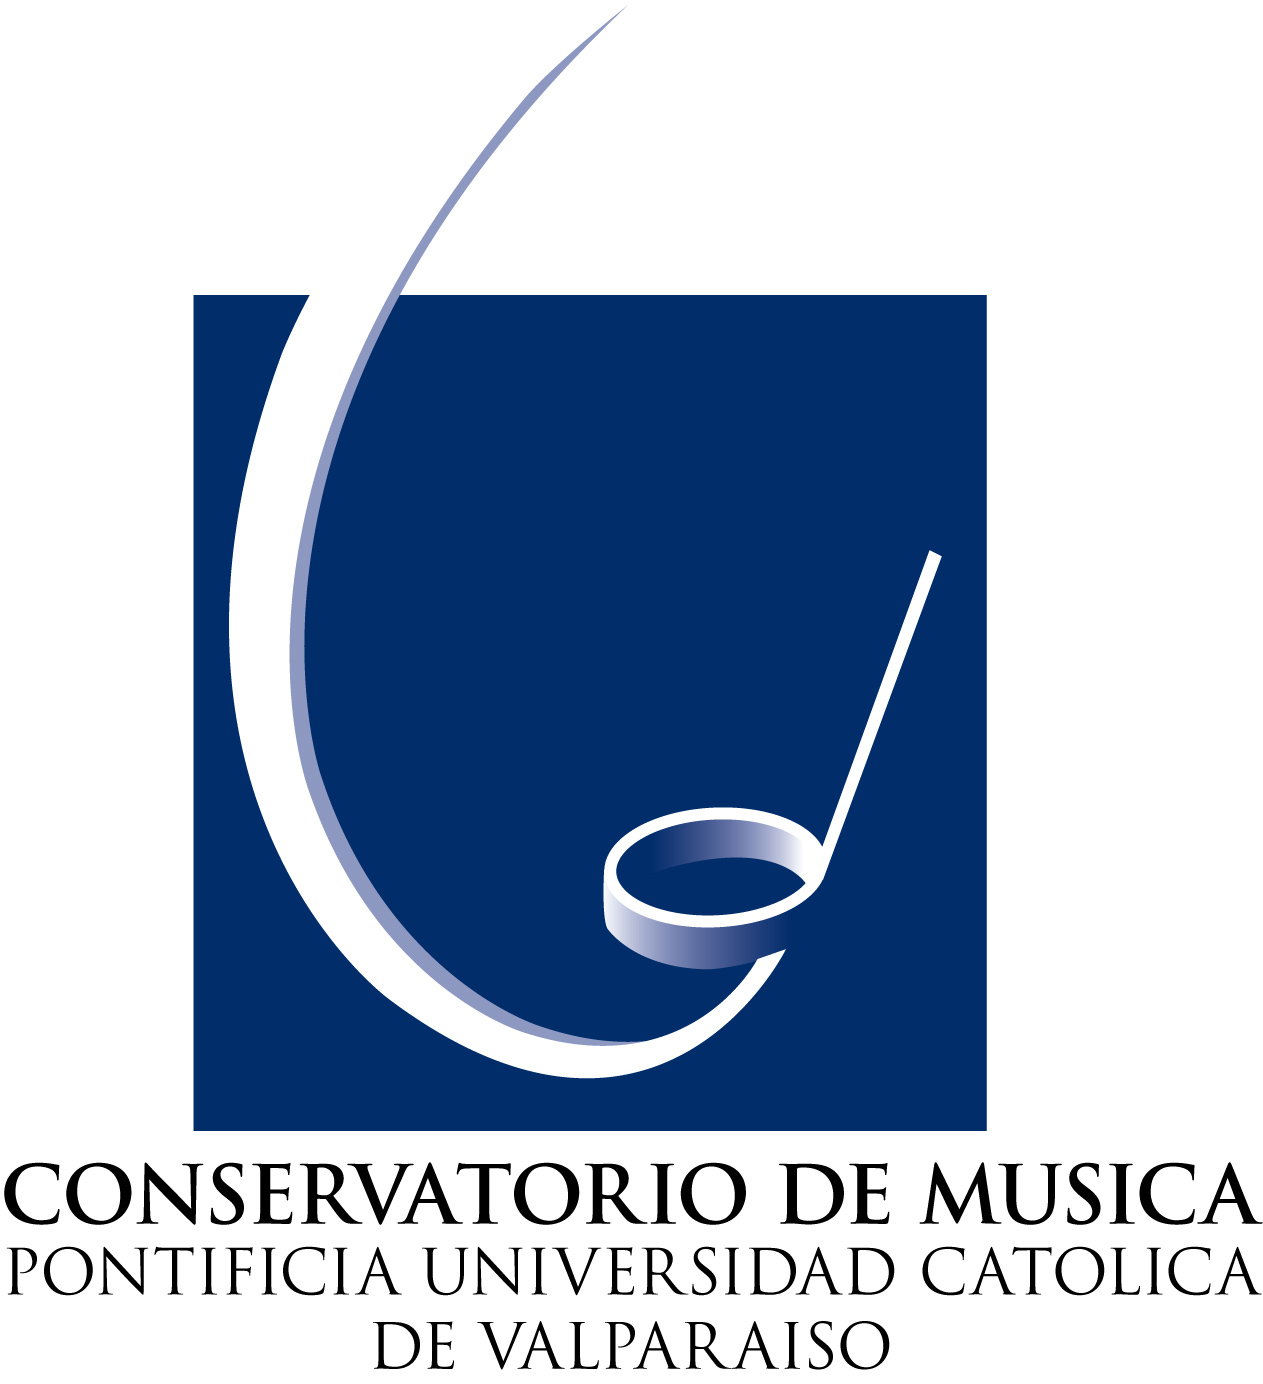 CONSERVATORIO DE MUSICA
PONTIFICIA UNIVERSIDAD CATOLICA
DE VALPARAISO